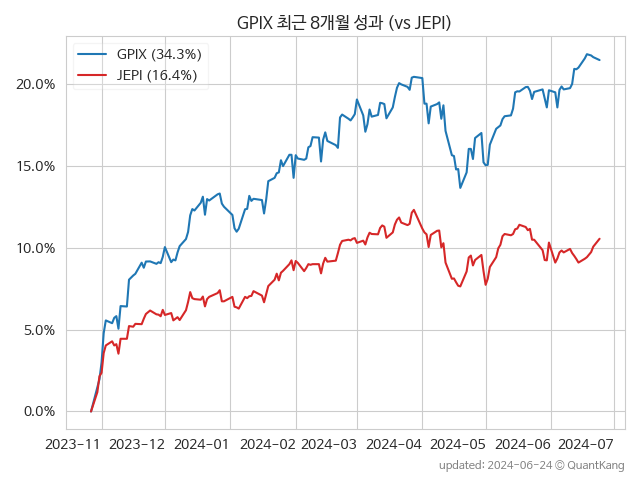 GPIX 최근 8개월 성과 (vs JEPI)
GPIX (34.3%)
JEPI (16.4%)
20.0%
15.0%
10.0%
5.0%
0.0%
2023-11 2023-12 2024-01 2024-02 2024-03 2024-04 2024-05 2024-06 2024-07
updated: 2024-06-24 © QuantKang